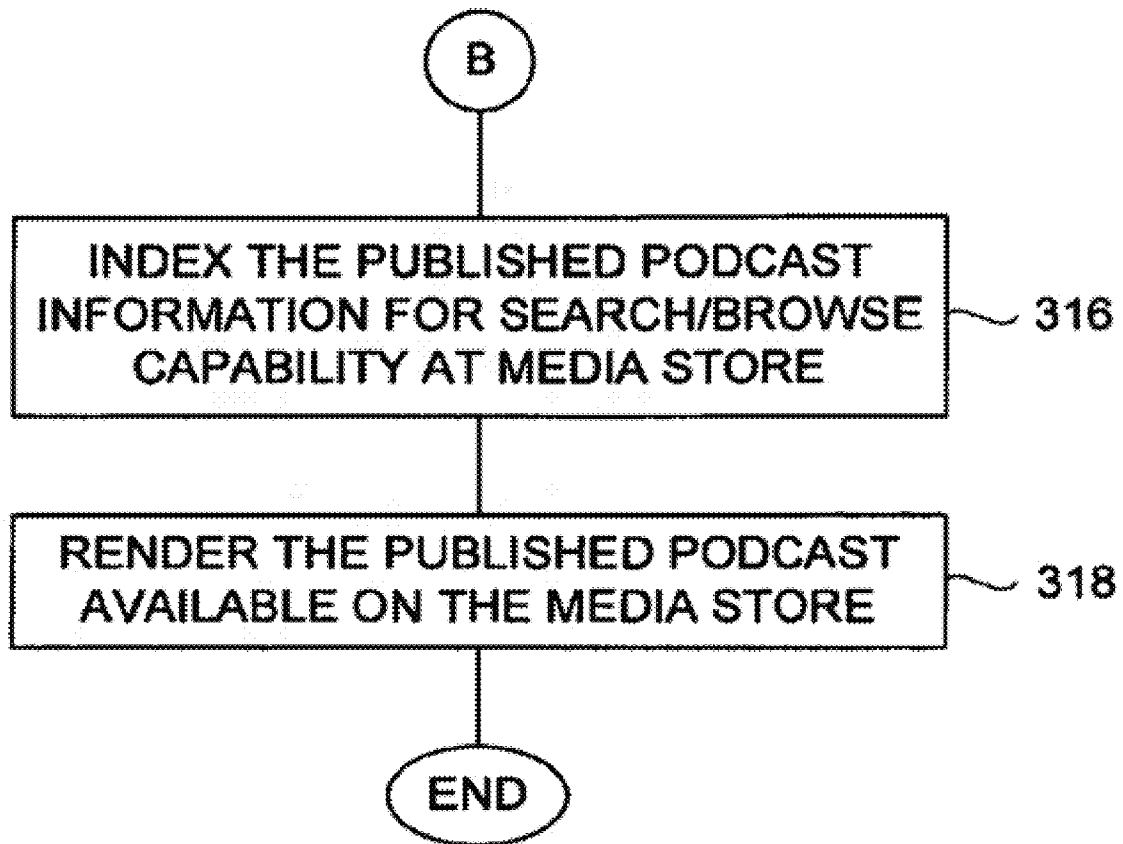 B
INDEX THE PUBLISHED PODCAST
INFORMATION FOR SEARCH/BROWSE
CAPABILITY AT MEDIA STORE
316
RENDER THE PUBLISHED PODCAST
AVAILABLE ON THE MEDIA STORE
318
END